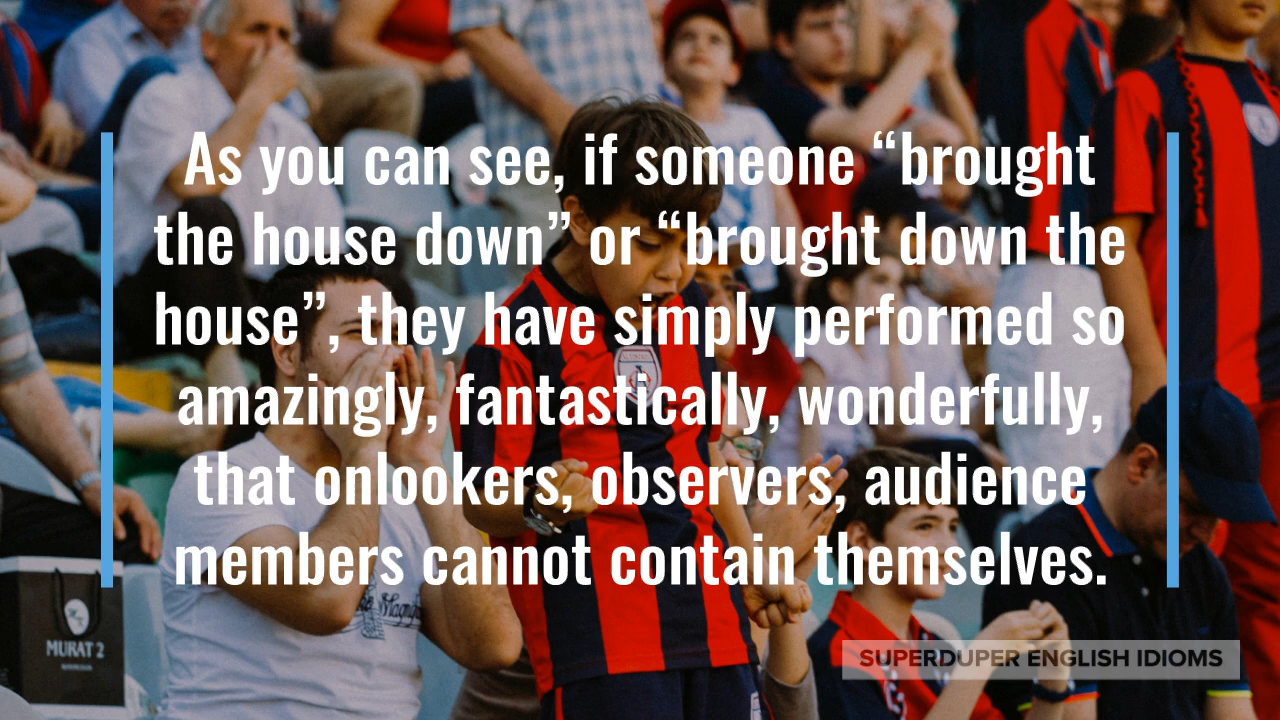 As you can see, if someone “brought
the house down” or “brought down the
house”, they have simply performed so
amazingly, fantastically, wonderfully,
that onlookers, observers, audience
members cannot contain themselves.
MURAT 2
SUPERDUPER ENGLISH IDIOMS